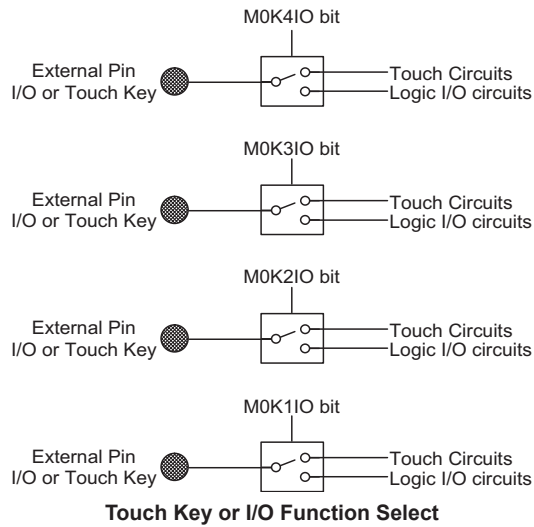 M0K4IO bit
External Pin
I/O or Touch Key
Touch Circuits
Logic I/O circuits
M0K3IO bit
External Pin
I/O or Touch Key
Touch Circuits
Logic I/O circuits
M0K2IO bit
External Pin
I/O or Touch Key
Touch Circuits
Logic I/O circuits
M0K1IO bit
External Pin
I/O or Touch Key
Touch Circuits
Logic I/O circuits
Touch Key or I/O Function Select